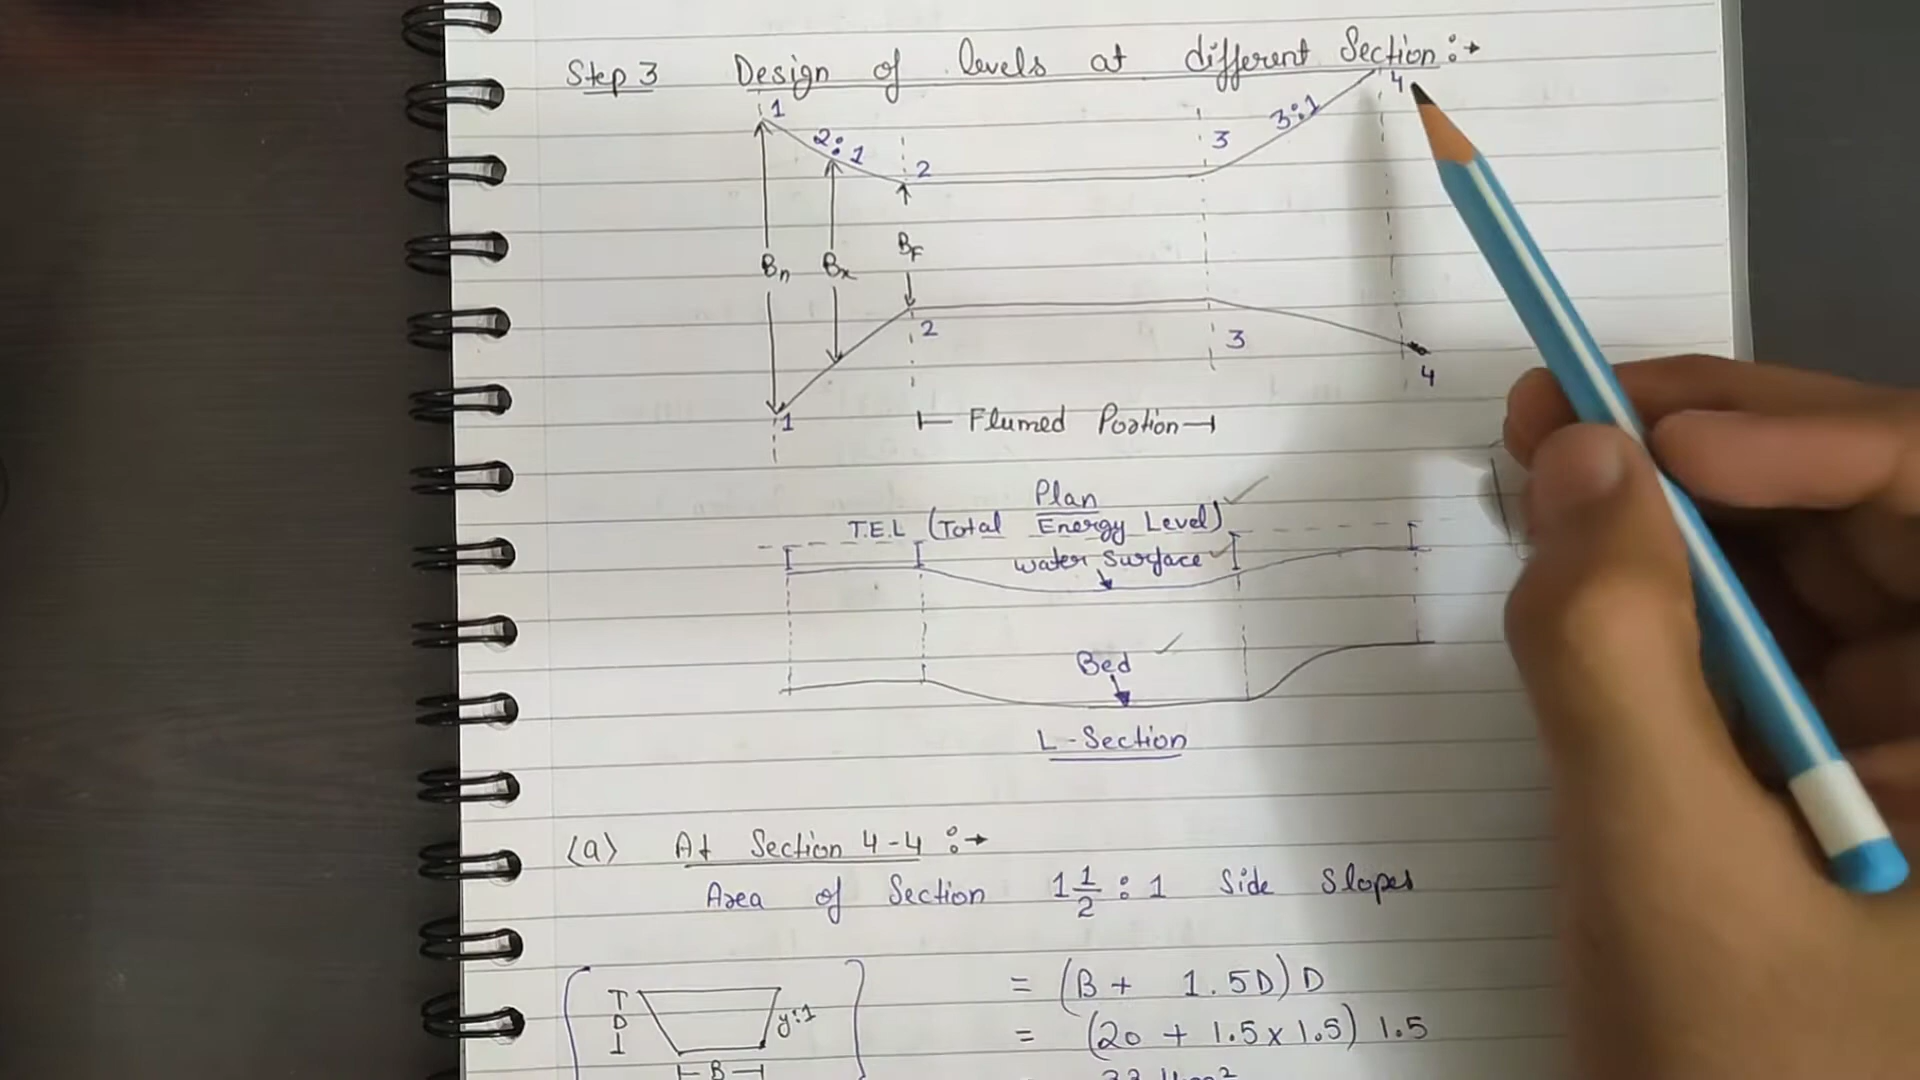 Step 3 Design of levels at different Section :→
1 2:1 2 3 3:1 4
Bn Bx BF
2 3 4
1 ⊢ Flumed Portion ⊣
Plan
T.E.L (Total Energy Level)
water surface
Bed
L-Section
(a) At Section 4-4 :→
Area of Section 1 1/2 : 1 Side Slopes
= (B + 1.5D) D
D y:1
= (20 + 1.5 x 1.5) 1.5
B